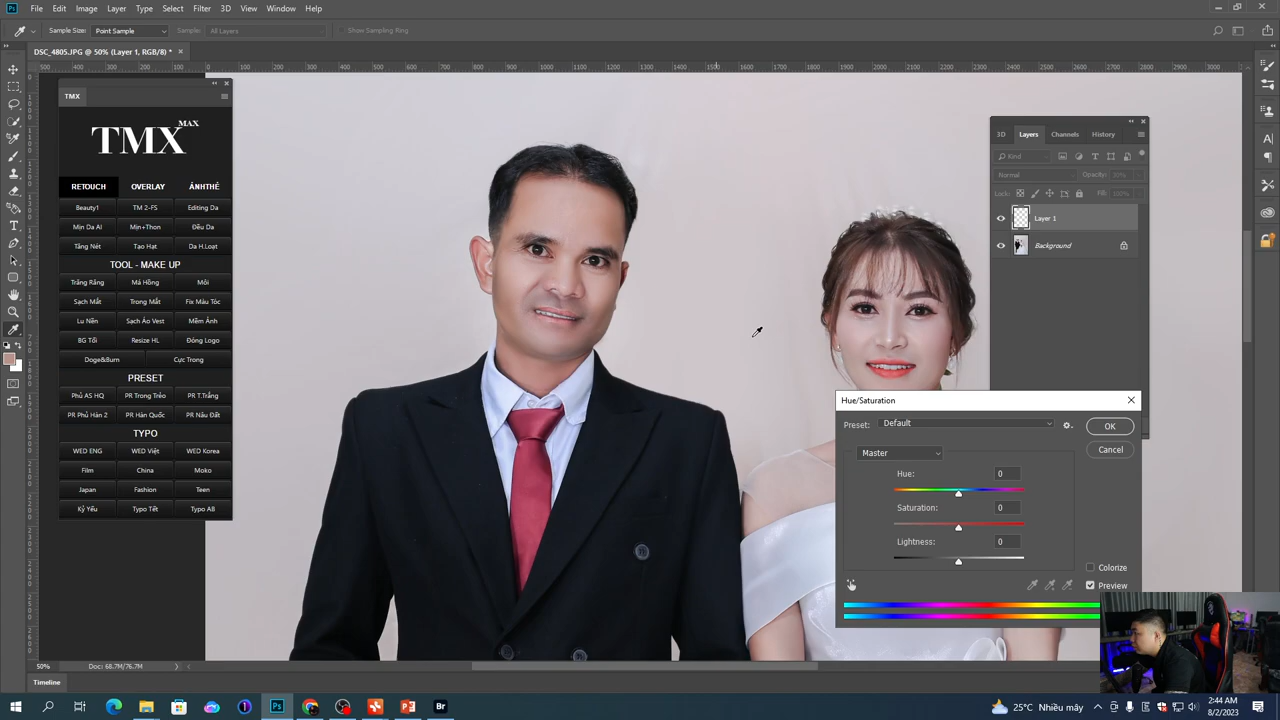 Ps File Edit Image Layer Type Select Filter 3D View Window Help
Sample Size: Point Sample Sample: All Layers Show Sampling Ring
DSC_4805.JPG @ 50% (Layer 1, RGB/8) *
TMX
TMX MAX
RETOUCH OVERLAY ẢNHTHẺ
Beauty1 TM 2-FS Editing Da
Mịn Da AI Mịn+Thon Đều Da
Tăng Nét Tạo Hạt Da H.Loạt
TOOL - MAKE UP
Trắng Răng Má Hồng Môi
Sạch Mắt Trong Mắt Fix Màu Tóc
Lu Nền Sạch Áo Vest Mềm Ảnh
BG Tối Resize HL Đóng Logo
Doge&Burn Cực Trong
PRESET
Phủ AS HQ PR Trong Trẻo PR T.Trắng
PR Phủ Hàn 2 PR Hàn Quốc PR Nâu Đất
TYPO
WED ENG WED Việt WED Korea
Film China Moko
Japan Fashion Teen
Kỷ Yếu Typo Tết Typo AB
3D Layers Channels History
Kind
Normal Opacity: 30%
Lock: Fill: 100%
Layer 1
Background
Hue/Saturation
Preset: Default
OK
Cancel
Master
Hue: 0
Saturation: 0
Lightness: 0
Colorize
Preview
50% Doc: 68.7M/76.7M
Timeline
25°C Nhiều mây
2:44 AM
8/2/2023